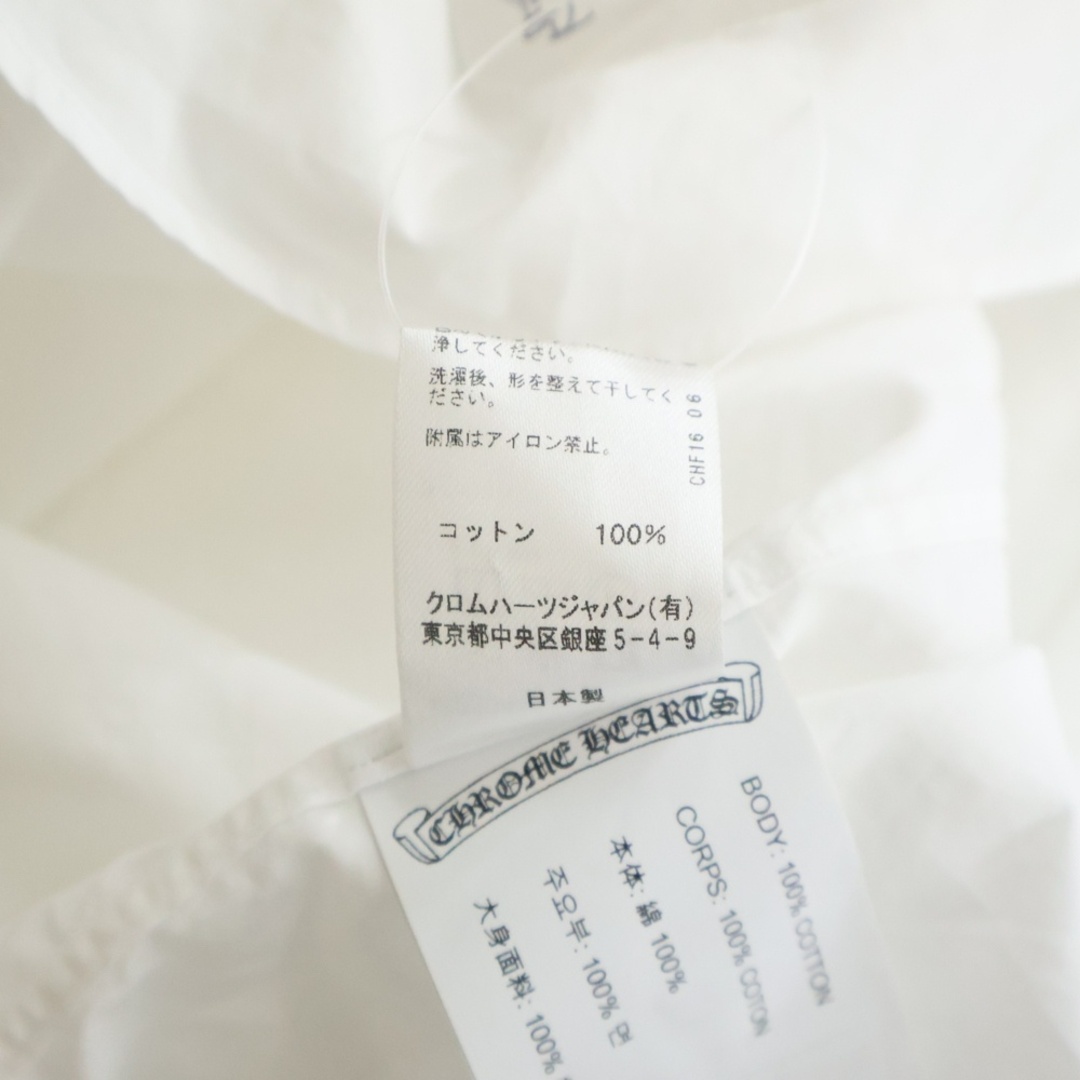 浄してください。
洗濯後、形を整えて干してく
ださい。
附属はアイロン禁止。
CHF16 06
コットン 100%
クロムハーツジャパン(有)
東京都中央区銀座5-4-9
日本製
CHROME HEARTS
BODY: 100% COTTON
CORPS: 100% COTON
本体: 綿 100%
주요부: 100% 면
大身面料: 100%